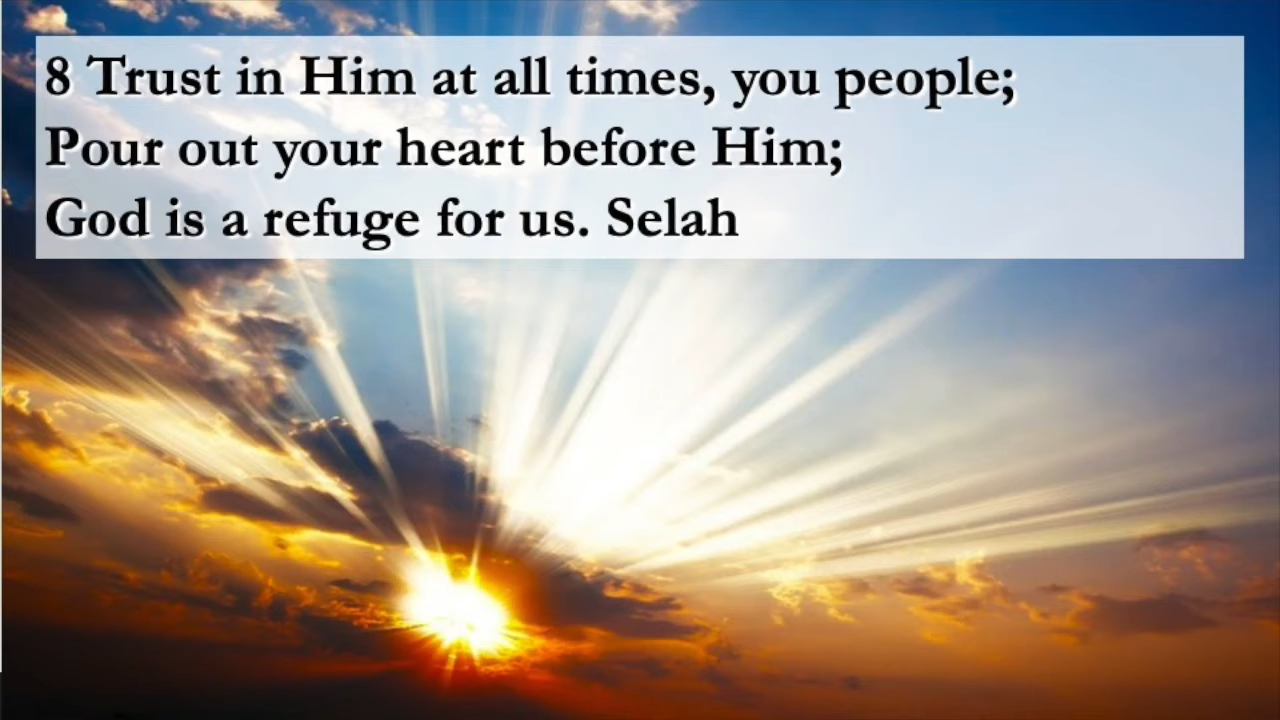 8 Trust in Him at all times, you people;
Pour out your heart before Him;
God is a refuge for us. Selah